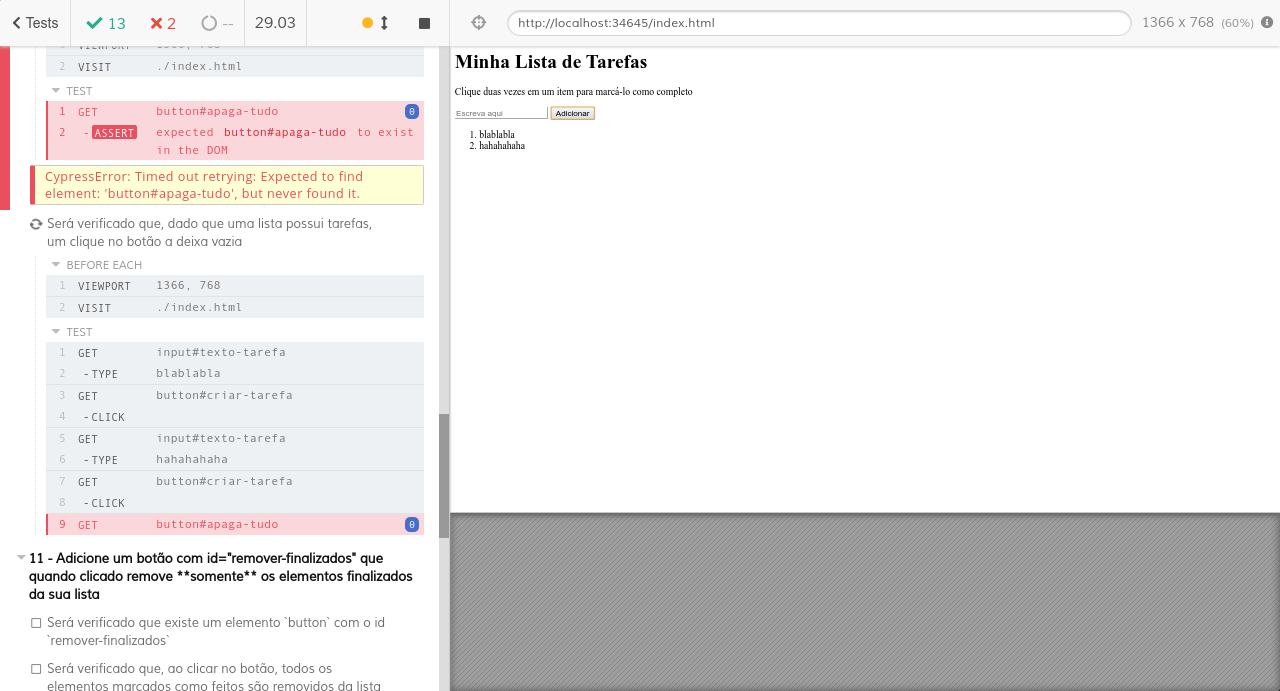 Tests
13
2
--
29.03
http://localhost:34645/index.html
1366 x 768 (60%)
VIEWPORT 1366, 768
2 VISIT ./index.html
TEST
1 GET button#apaga-tudo 0
2 -ASSERT expected button#apaga-tudo to exist
in the DOM
CypressError: Timed out retrying: Expected to find
element: 'button#apaga-tudo', but never found it.
Será verificado que, dado que uma lista possui tarefas,
um clique no botão a deixa vazia
BEFORE EACH
1 VIEWPORT 1366, 768
2 VISIT ./index.html
TEST
1 GET input#texto-tarefa
2 -TYPE blablabla
3 GET button#criar-tarefa
4 -CLICK
5 GET input#texto-tarefa
6 -TYPE hahahahaha
7 GET button#criar-tarefa
8 -CLICK
9 GET button#apaga-tudo 0
11 - Adicione um botão com id="remover-finalizados" que
quando clicado remove **somente** os elementos finalizados
da sua lista
Será verificado que existe um elemento `button` com o id
`remover-finalizados`
Será verificado que, ao clicar no botão, todos os
elementos marcados como feitos são removidos da lista
Minha Lista de Tarefas
Clique duas vezes em um item para marcá-lo como completo
Escreva aqui Adicionar
1. blablabla
2. hahahahaha